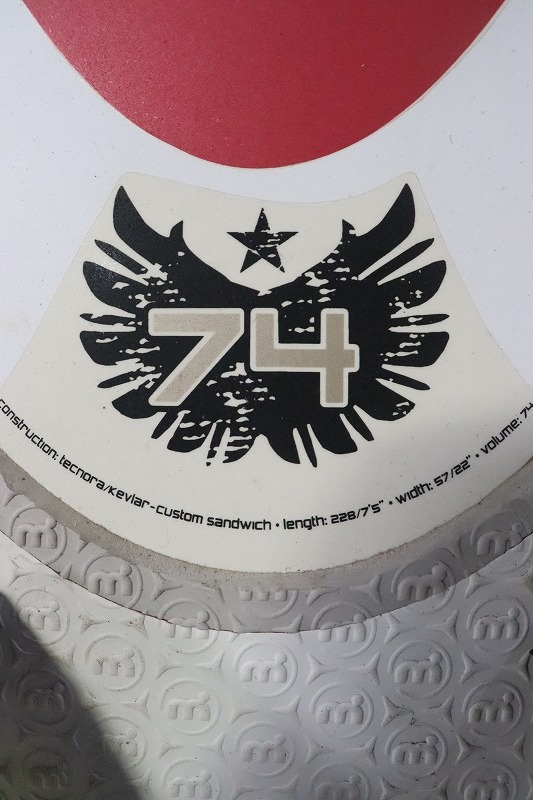 74
construction: tecnora/kevlar-custom sandwich • length: 228/7'5" • width: 57/22" • volume: 74